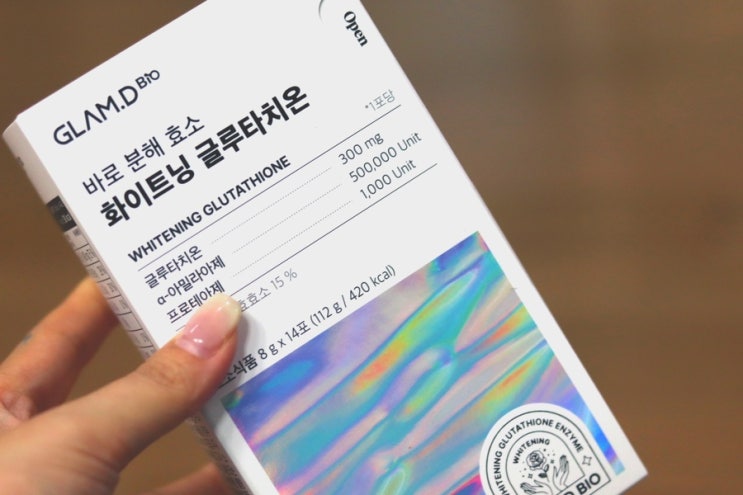 Open
GLAM.D Bio
바로 분해 효소
화이트닝 글루타치온
*1포당
WHITENING GLUTATHIONE
글루타치온 300 mg
α-아밀라아제 500,000 Unit
프로테아제 1,000 Unit
효소 15 %
8 g x 14포 (112 g / 420 kcal)
WHITENING GLUTATHIONE ENZYME
WHITENING
BIO